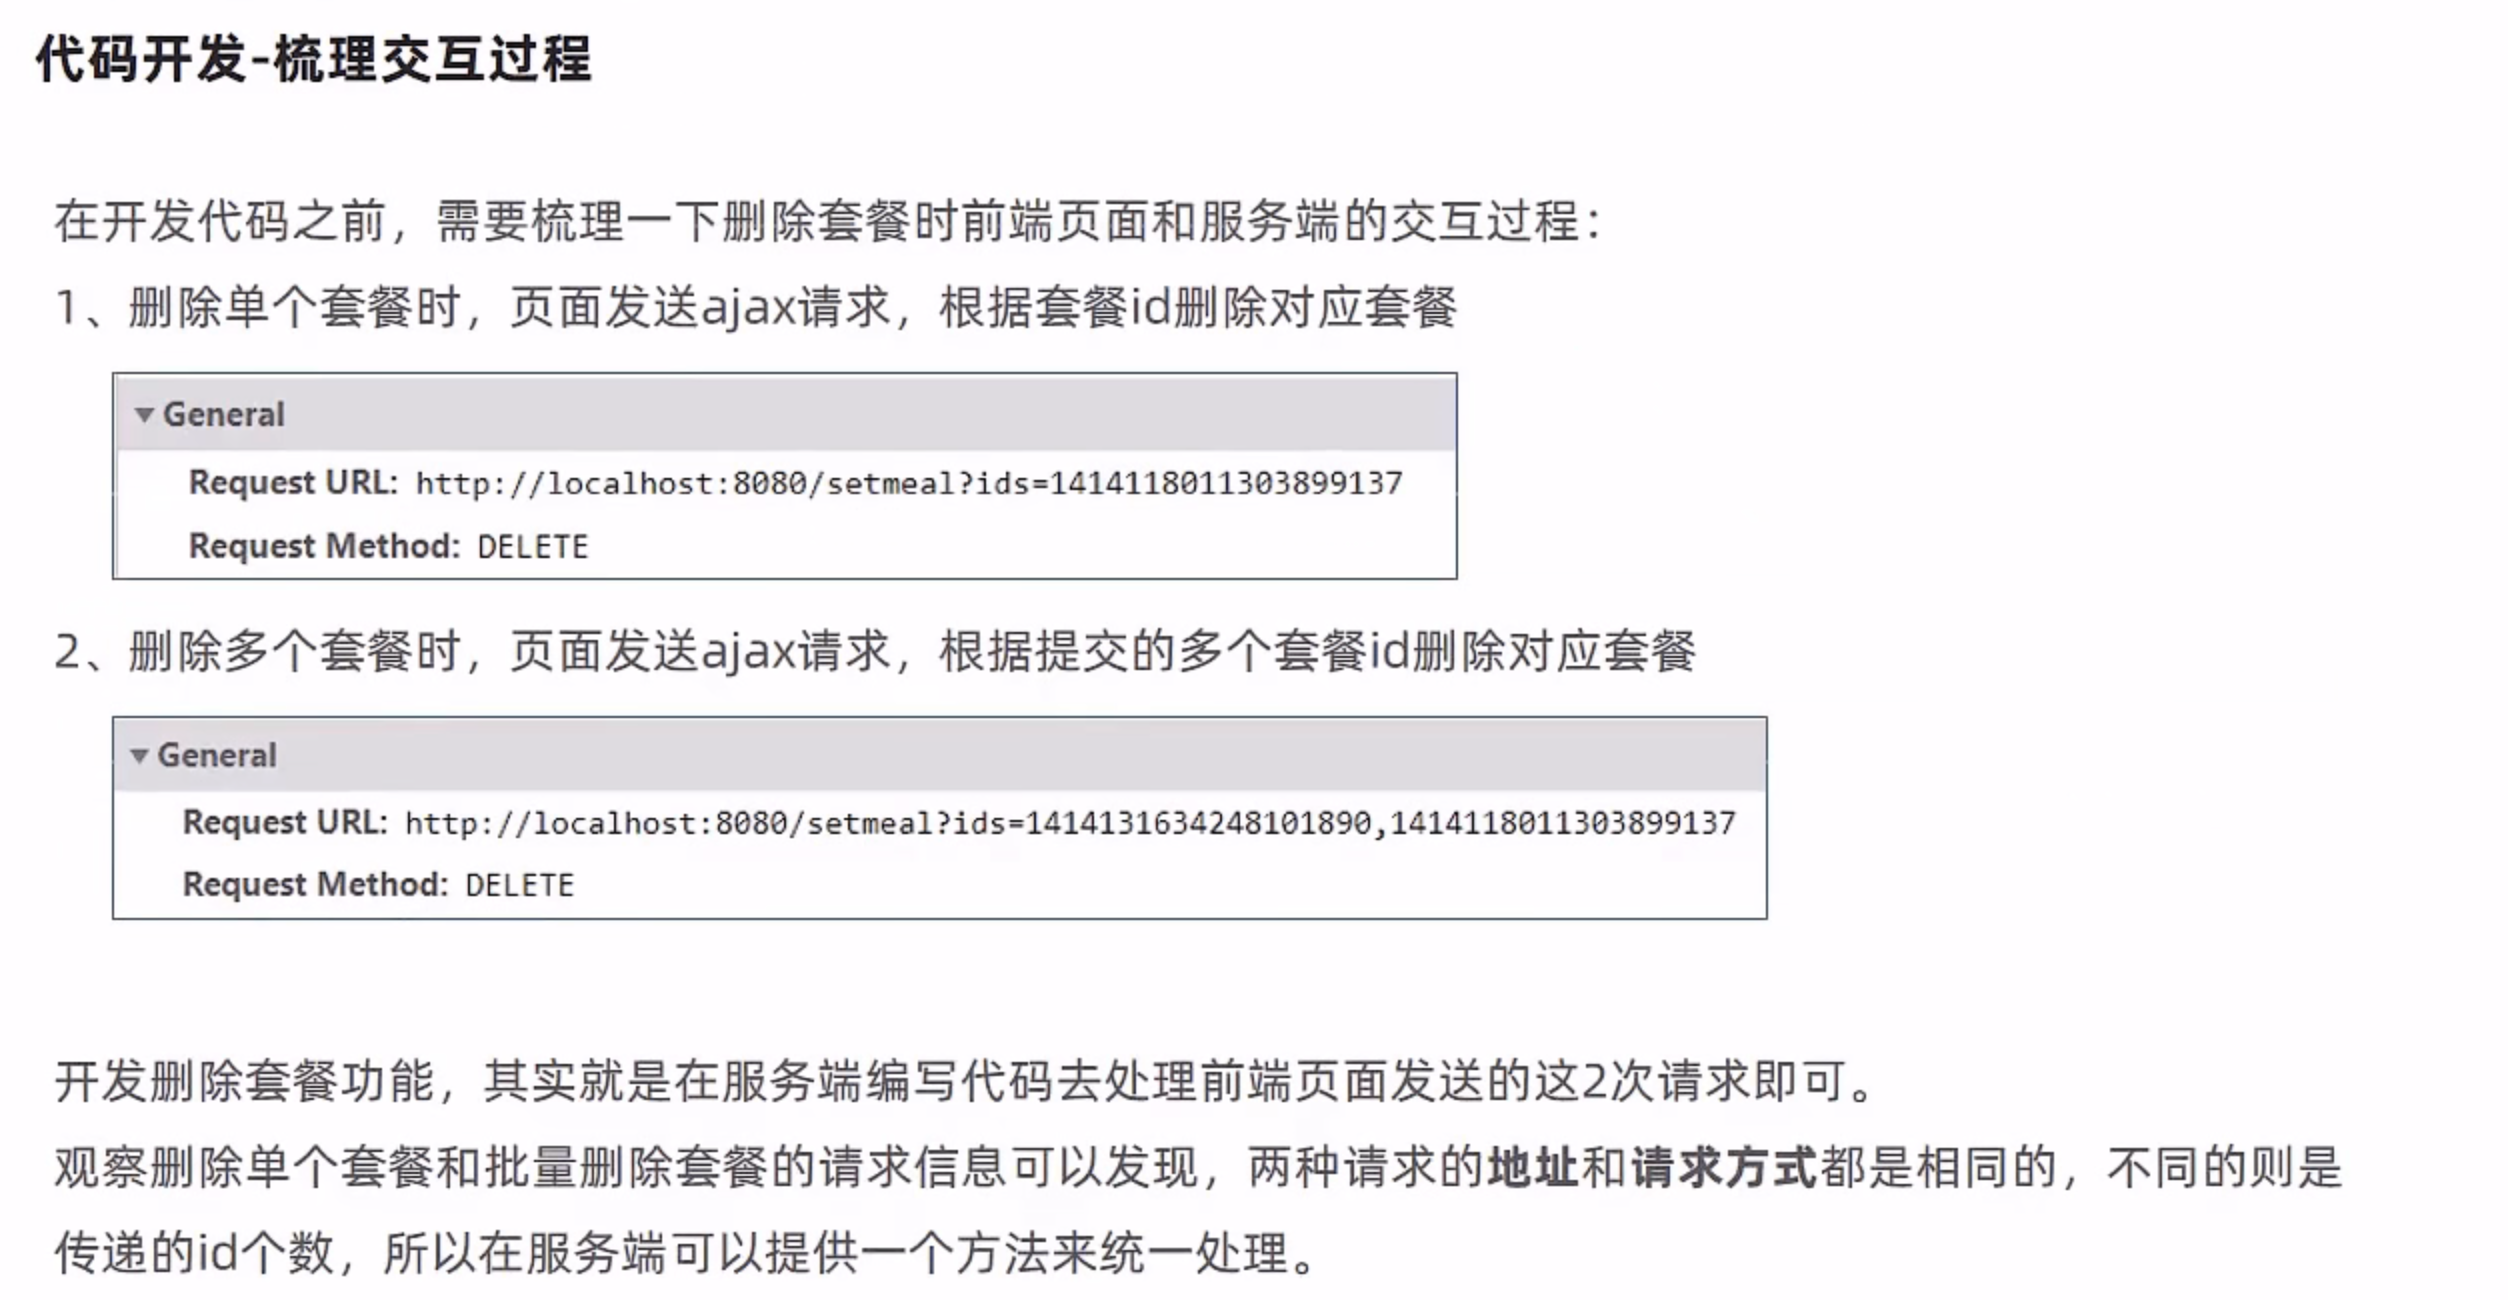 代码开发-梳理交互过程
在开发代码之前，需要梳理一下删除套餐时前端页面和服务端的交互过程：
1、删除单个套餐时，页面发送ajax请求，根据套餐id删除对应套餐
General
Request URL: http://localhost:8080/setmeal?ids=1414118011303899137
Request Method: DELETE
2、删除多个套餐时，页面发送ajax请求，根据提交的多个套餐id删除对应套餐
General
Request URL: http://localhost:8080/setmeal?ids=1414131634248101890,1414118011303899137
Request Method: DELETE
开发删除套餐功能，其实就是在服务端编写代码去处理前端页面发送的这2次请求即可。
观察删除单个套餐和批量删除套餐的请求信息可以发现，两种请求的地址和请求方式都是相同的，不同的则是
传递的id个数，所以在服务端可以提供一个方法来统一处理。